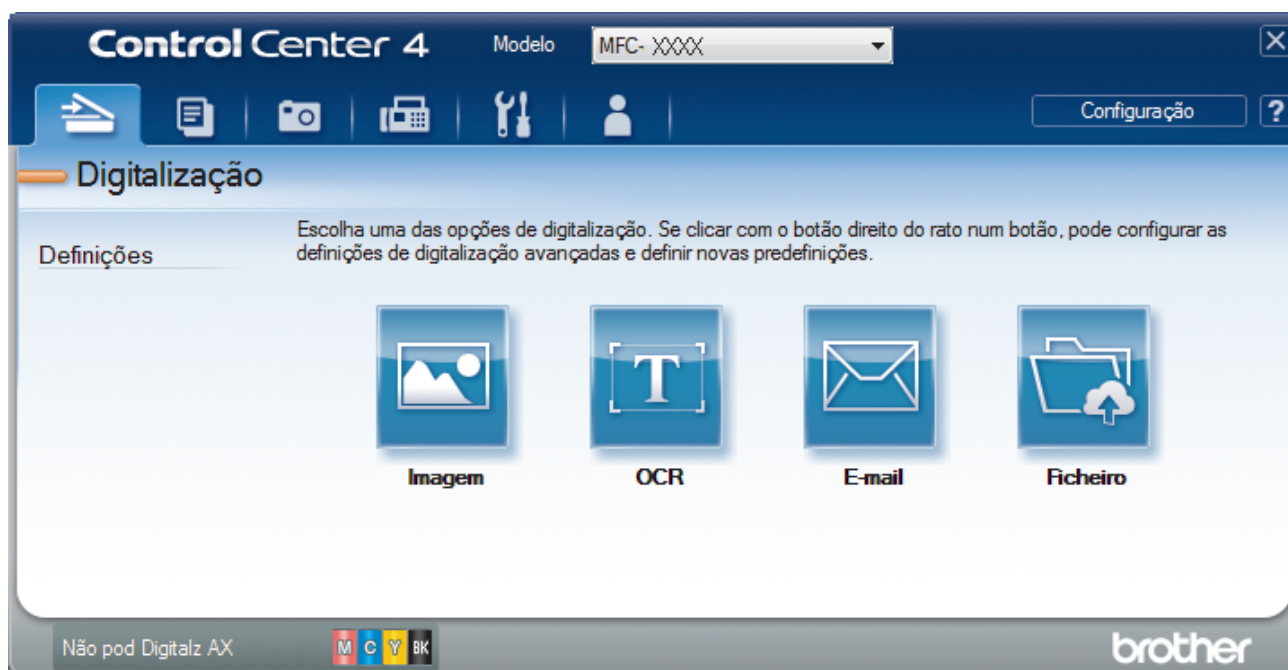 Control Center 4
Modelo
MFC- XXXX
Configuração
?
Digitalização
Definições
Escolha uma das opções de digitalização. Se clicar com o botão direito do rato num botão, pode configurar as
definições de digitalização avançadas e definir novas predefinições.
T
Imagem
OCR
E-mail
Ficheiro
Não pod Digitalz AX
M C Y BK
brother